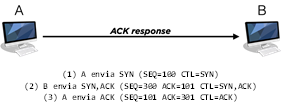 A
B
ACK response
(1) A envia SYN (SEQ=100 CTL=SYN)
(2) B envia SYN,ACK (SEQ=300 ACK=101 CTL=SYN,ACK)
(3) A envia ACK (SEQ=101 ACK=301 CTL=ACK)